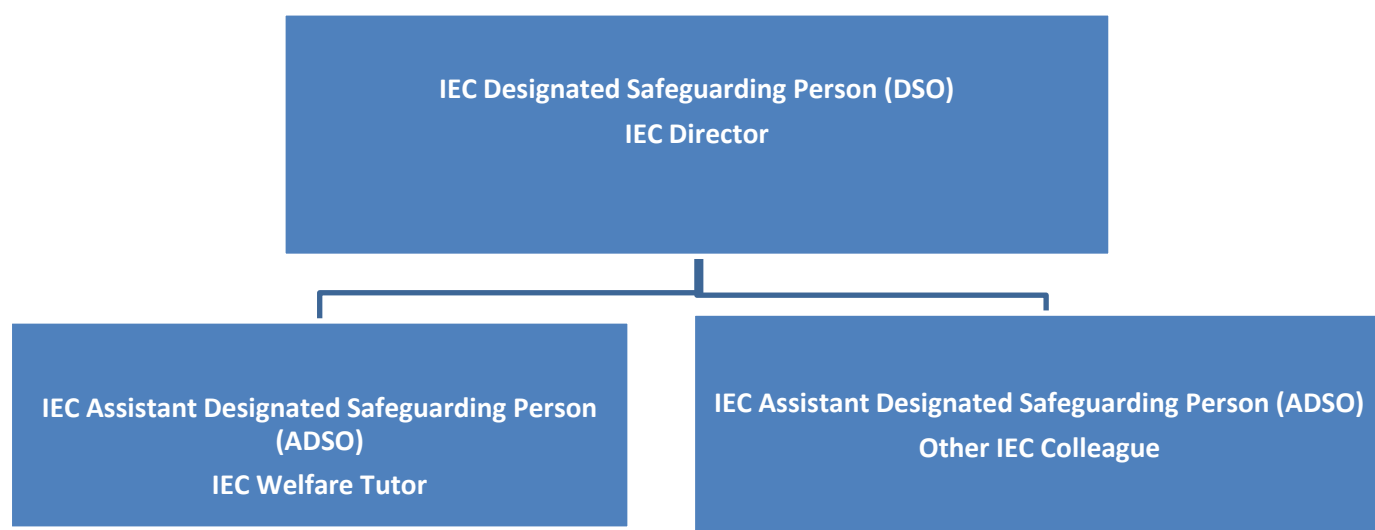 IEC Designated Safeguarding Person (DSO)
IEC Director
IEC Assistant Designated Safeguarding Person
(ADSO)
IEC Welfare Tutor
IEC Assistant Designated Safeguarding Person (ADSO)
Other IEC Colleague